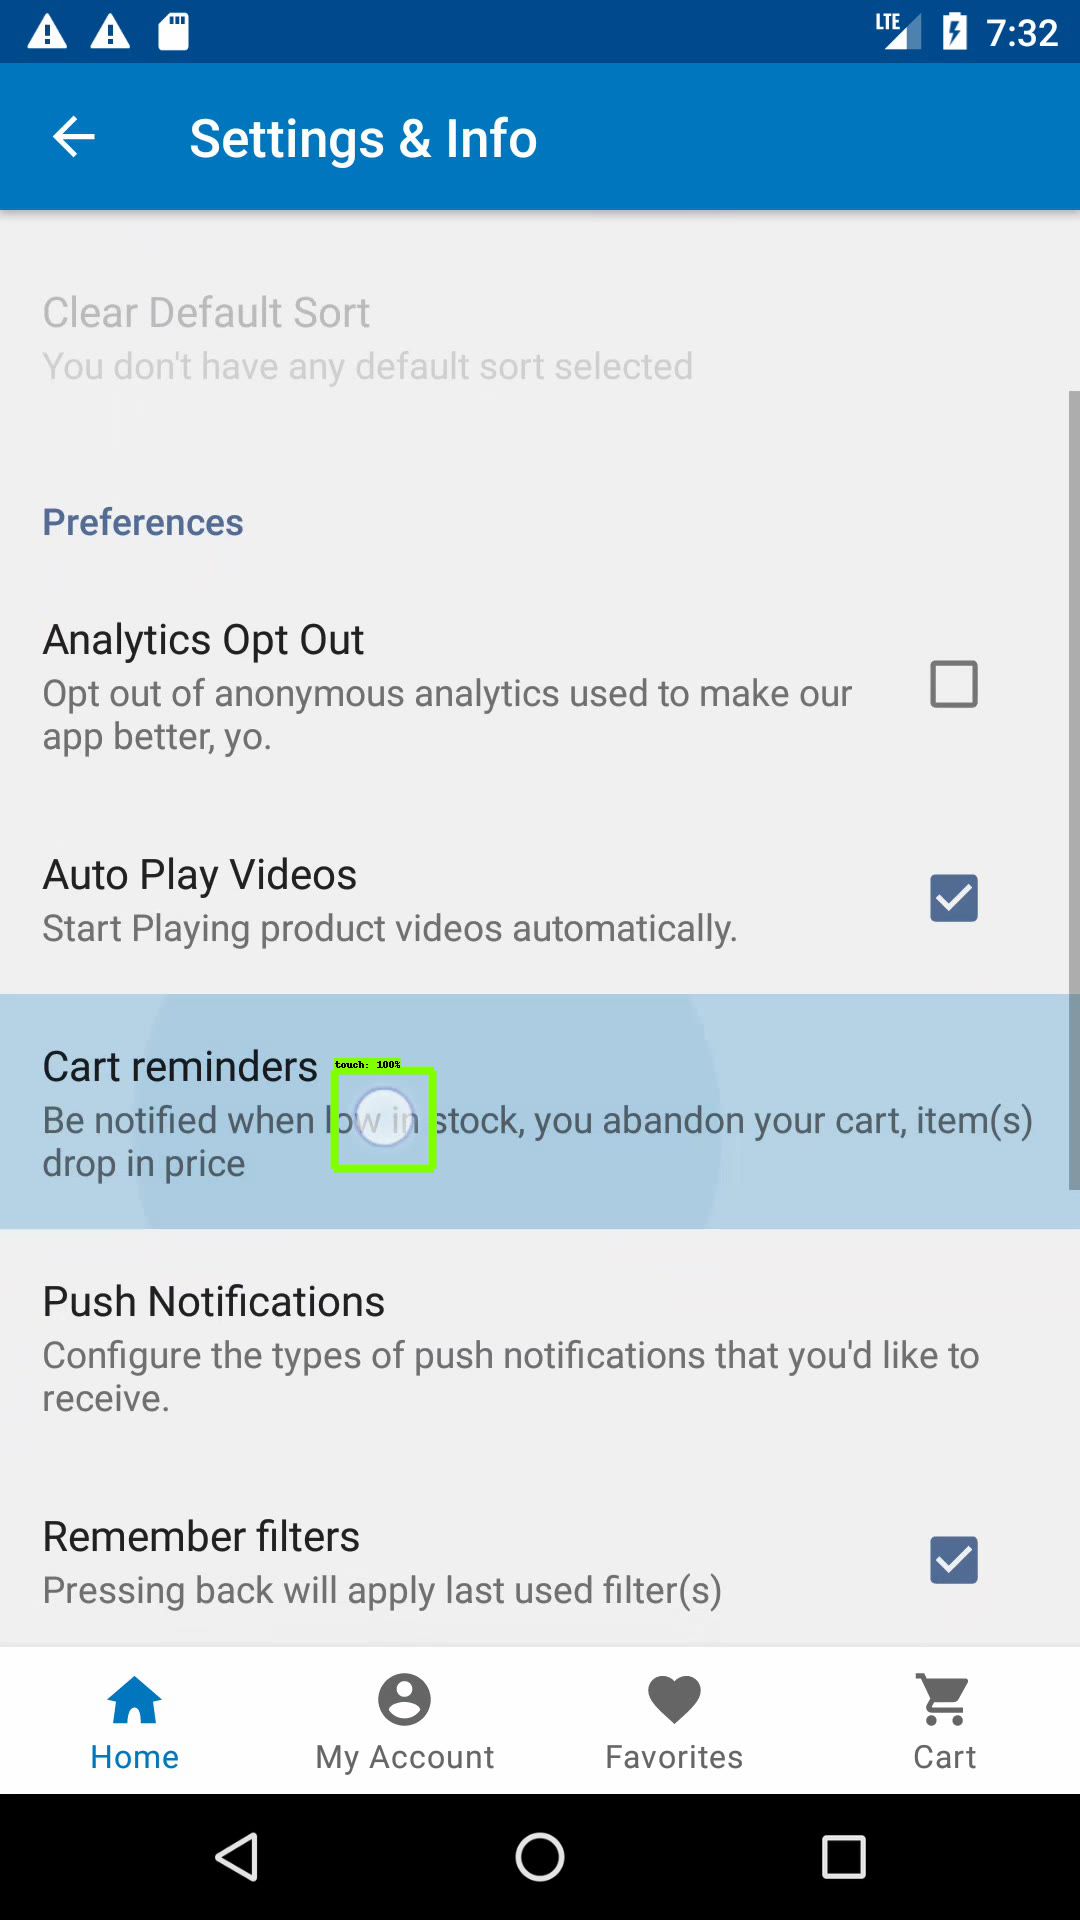 LTE 7:32
Settings & Info
Clear Default Sort
You don't have any default sort selected
Preferences
Analytics Opt Out
Opt out of anonymous analytics used to make our
app better, yo.
Auto Play Videos
Start Playing product videos automatically.
Cart reminders
touch: 100%
Be notified when low in stock, you abandon your cart, item(s)
drop in price
Push Notifications
Configure the types of push notifications that you'd like to
receive.
Remember filters
Pressing back will apply last used filter(s)
Home My Account Favorites Cart